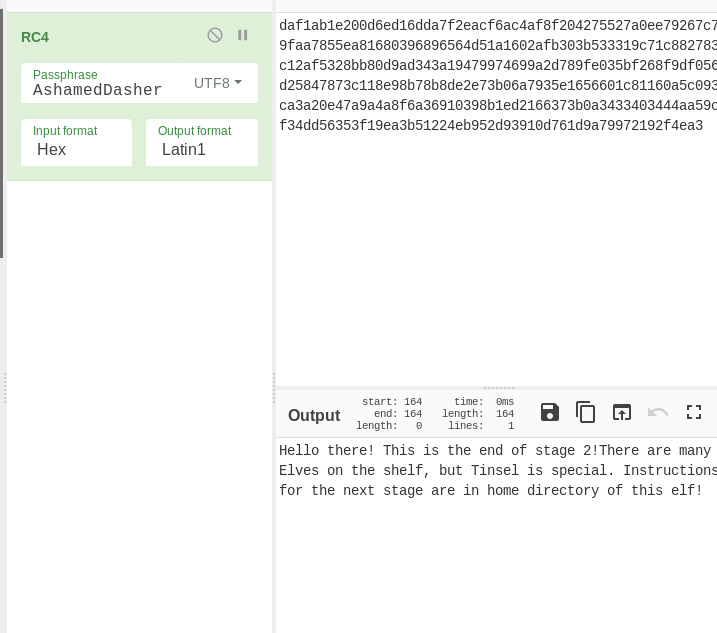 RC4
Passphrase
AshamedDasher
UTF8
Input format
Hex
Output format
Latin1
daf1ab1e200d6ed16dda7f2eacf6ac4af8f204275527a0ee79267c7
9faa7855ea81680396896564d51a1602afb303b533319c71c882783
c12af5328bb80d9ad343a19479974699a2d789fe035bf268f9df056
d25847873c118e98b78b8de2e73b06a7935e1656601c81160a5c093
ca3a20e47a9a4a8f6a36910398b1ed2166373b0a3433403444aa59c
f34dd56353f19ea3b51224eb952d93910d761d9a79972192f4ea3
Output
start: 164
end: 164
length: 0
time: 0ms
length: 164
lines: 1
Hello there! This is the end of stage 2!There are many
Elves on the shelf, but Tinsel is special. Instructions
for the next stage are in home directory of this elf!